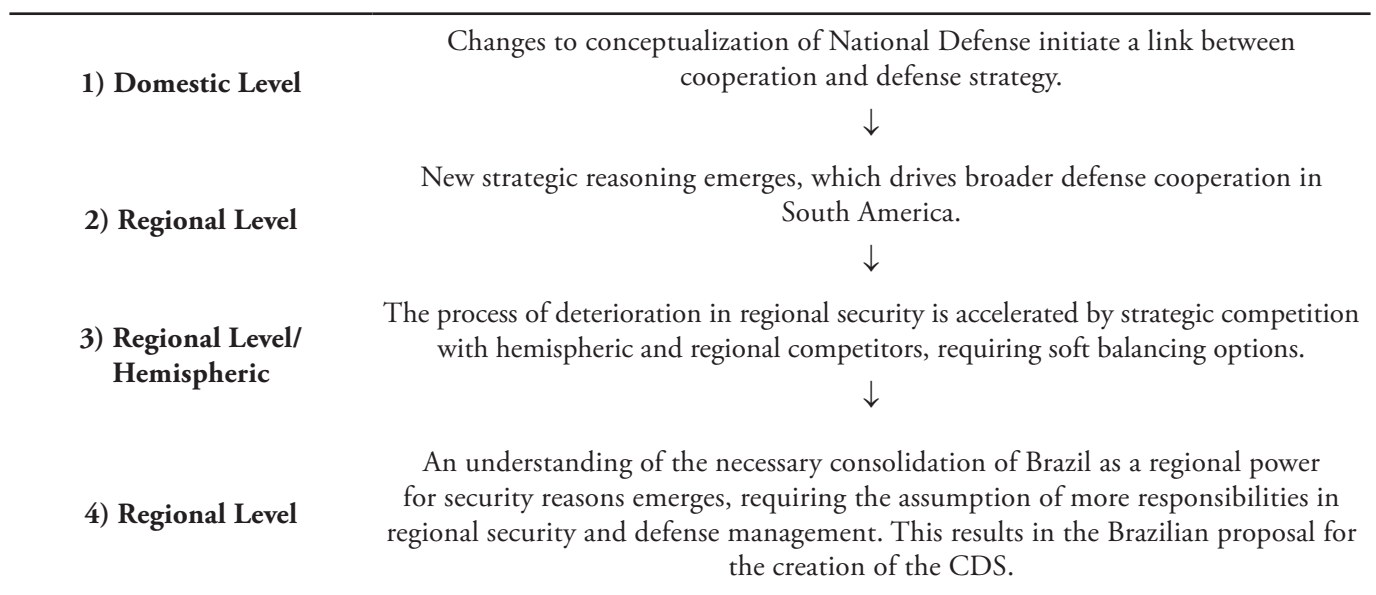 1) Domestic Level
Changes to conceptualization of National Defense initiate a link between
cooperation and defense strategy.
↓
2) Regional Level
New strategic reasoning emerges, which drives broader defense cooperation in
South America.
↓
3) Regional Level/
Hemispheric
The process of deterioration in regional security is accelerated by strategic competition
with hemispheric and regional competitors, requiring soft balancing options.
↓
4) Regional Level
An understanding of the necessary consolidation of Brazil as a regional power
for security reasons emerges, requiring the assumption of more responsibilities in
regional security and defense management. This results in the Brazilian proposal for
the creation of the CDS.